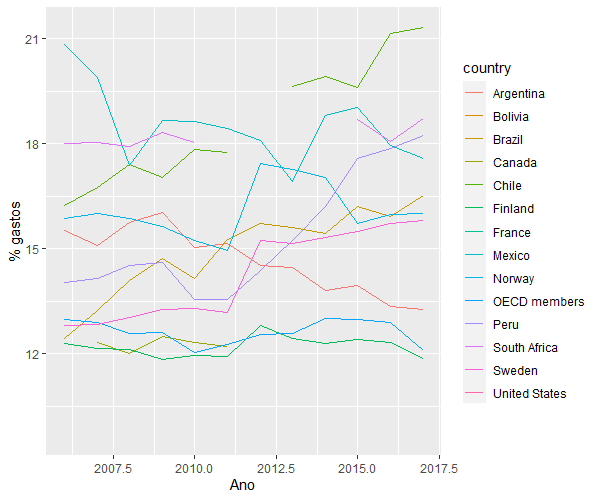 country
21
18
15
12
% gastos
2007.5 2010.0 2012.5 2015.0 2017.5
Ano
Argentina
Bolivia
Brazil
Canada
Chile
Finland
France
Mexico
Norway
OECD members
Peru
South Africa
Sweden
United States